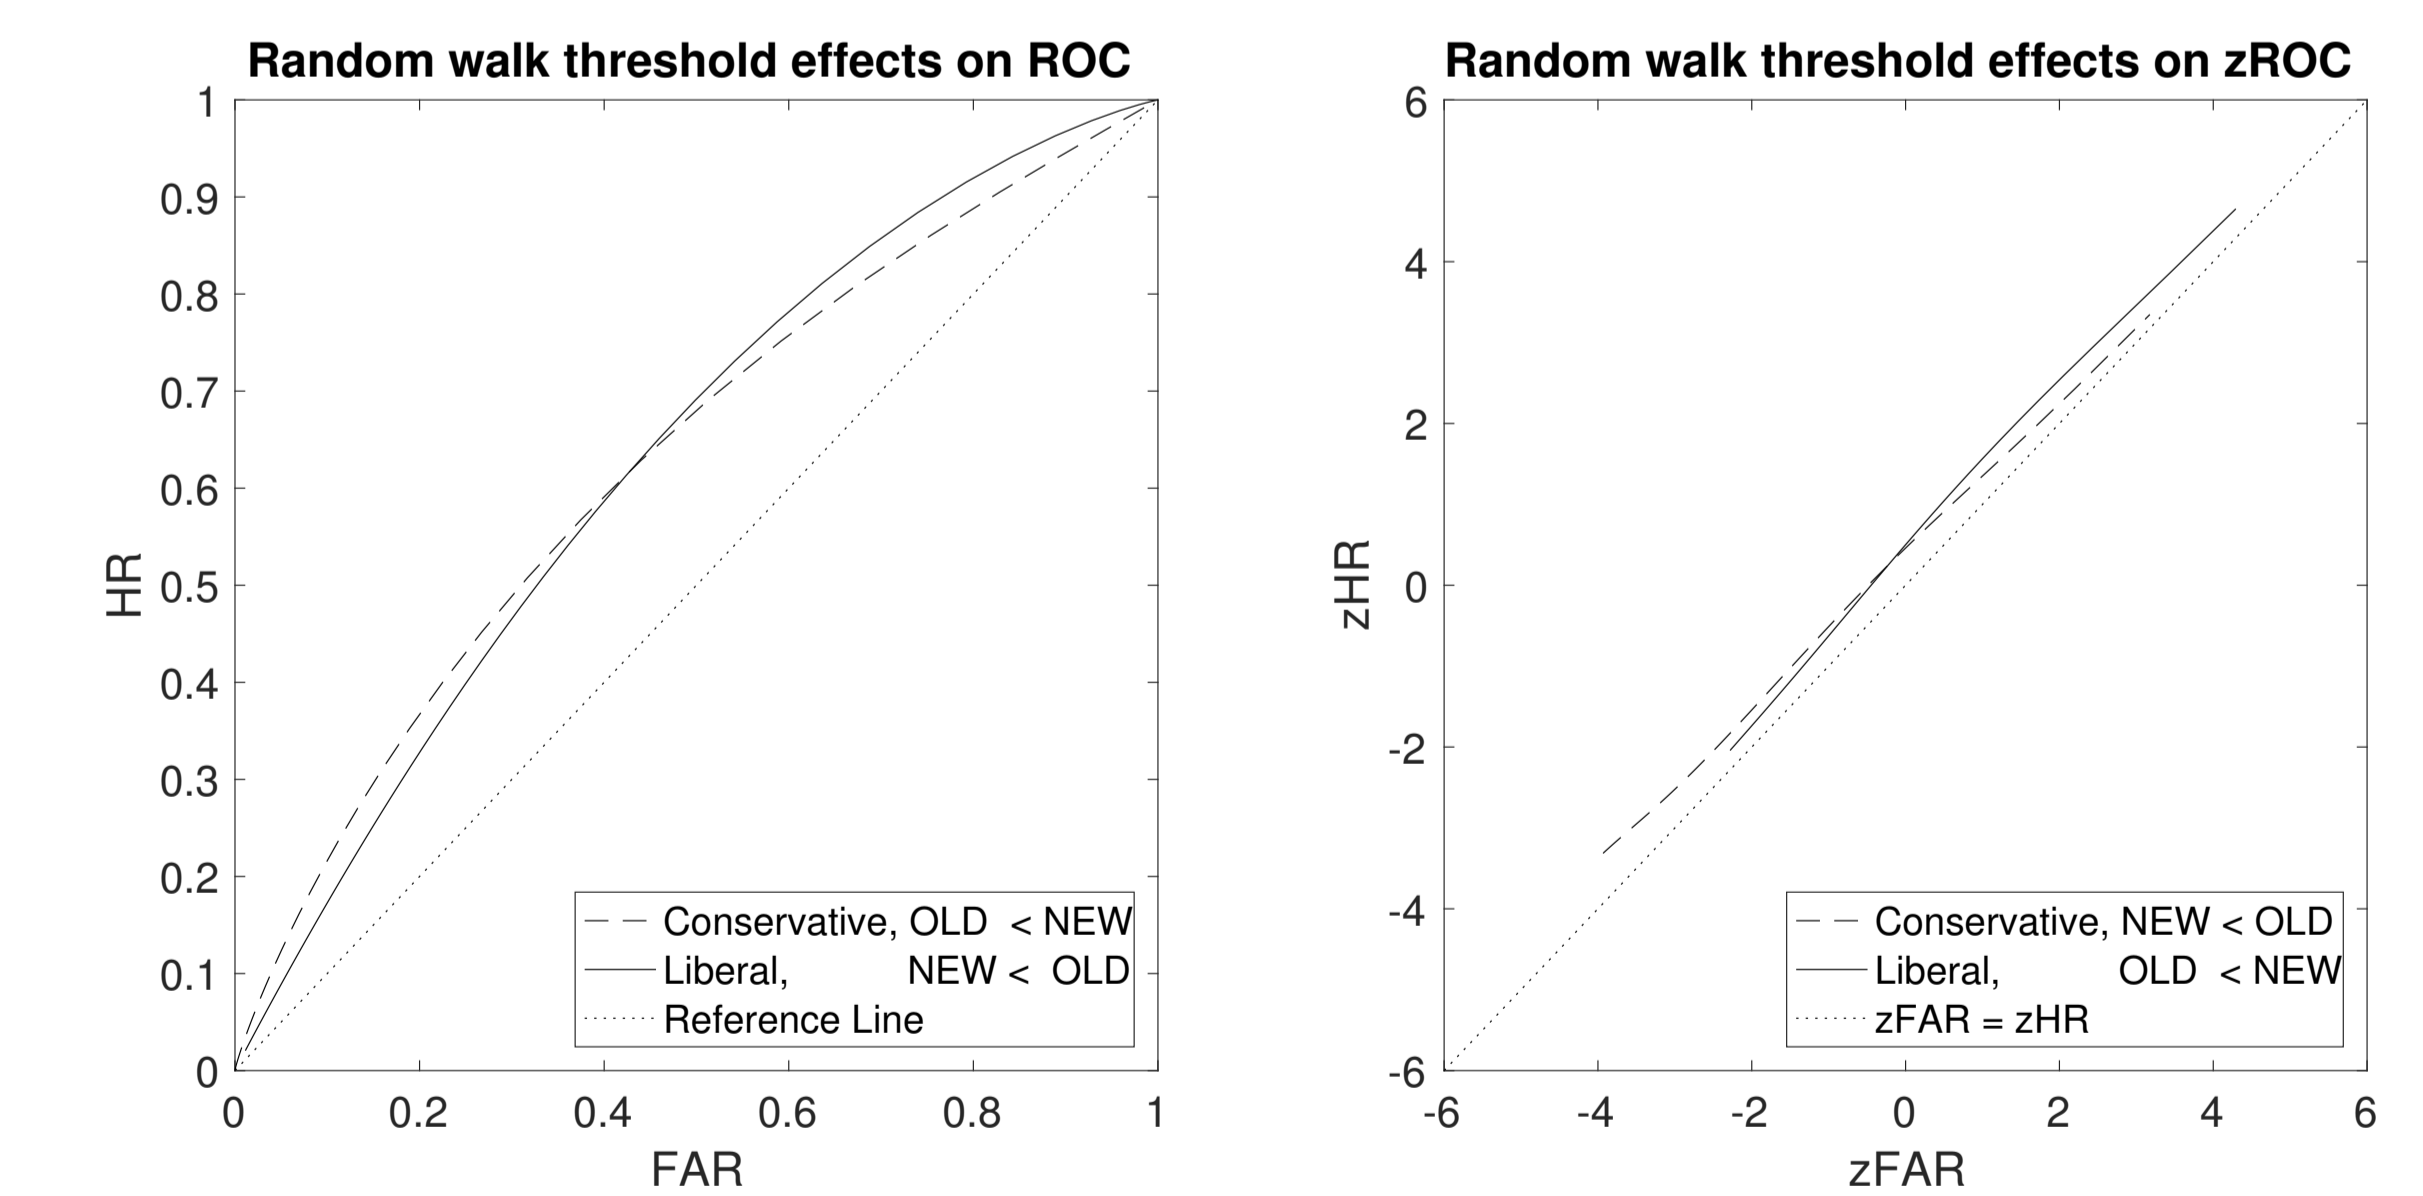 Random walk threshold effects on ROC
1
0.9
0.8
0.7
0.6
0.5
0.4
0.3
0.2
0.1
0
HR
0 0.2 0.4 0.6 0.8 1
FAR
Conservative, OLD < NEW
Liberal, NEW < OLD
Reference Line
Random walk threshold effects on zROC
6
4
2
0
-2
-4
-6
zHR
-6 -4 -2 0 2 4 6
zFAR
Conservative, NEW < OLD
Liberal, OLD < NEW
zFAR = zHR